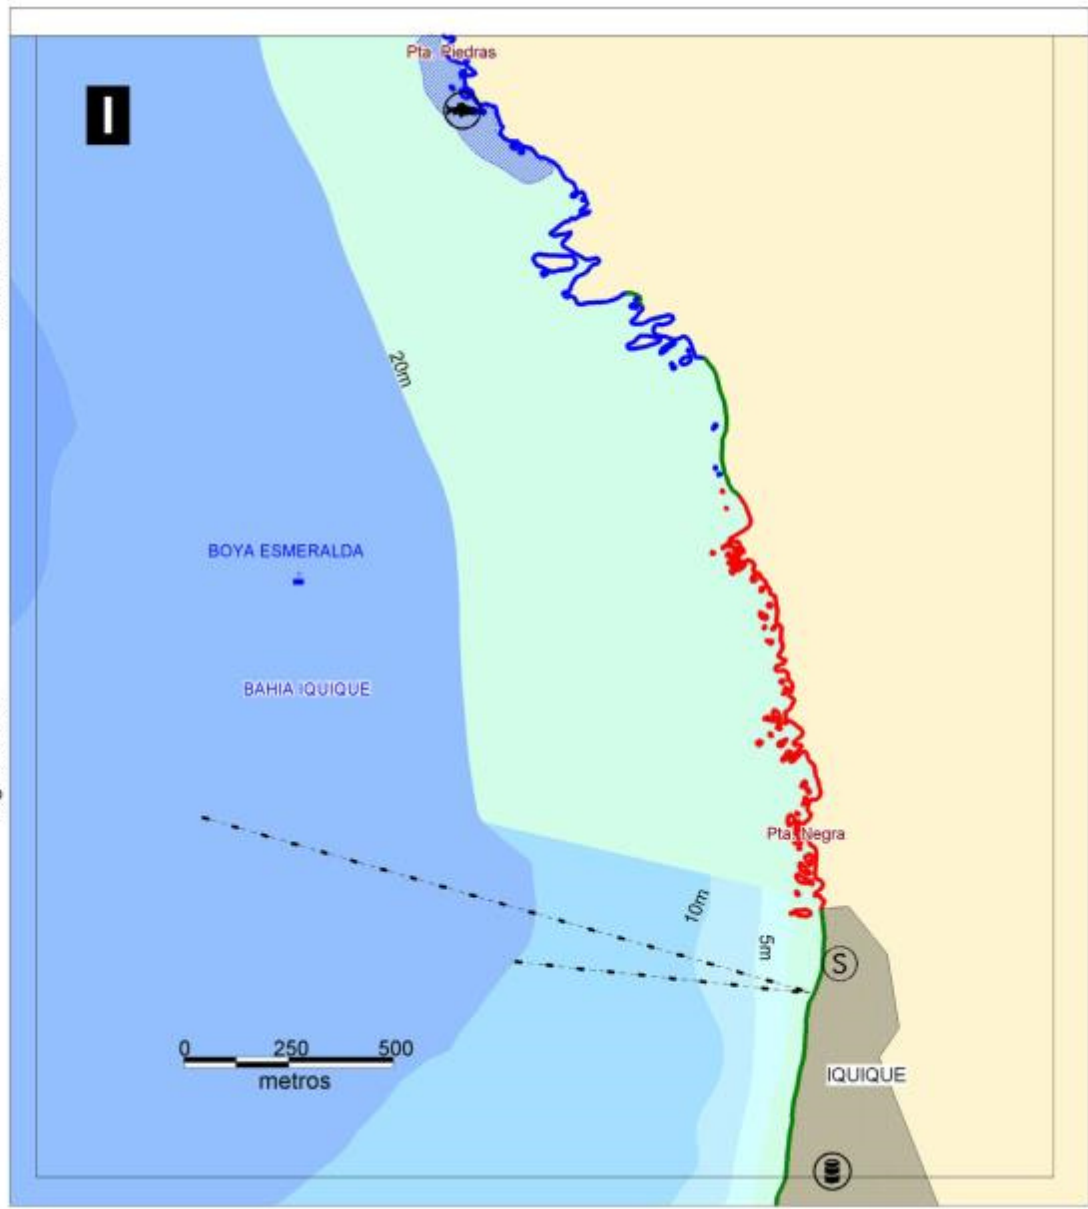 Pta. Piedras
I
20m
BOYA ESMERALDA
BAHIA IQUIQUE
Pta. Negra
10m
5m
S
0 250 500
metros
IQUIQUE